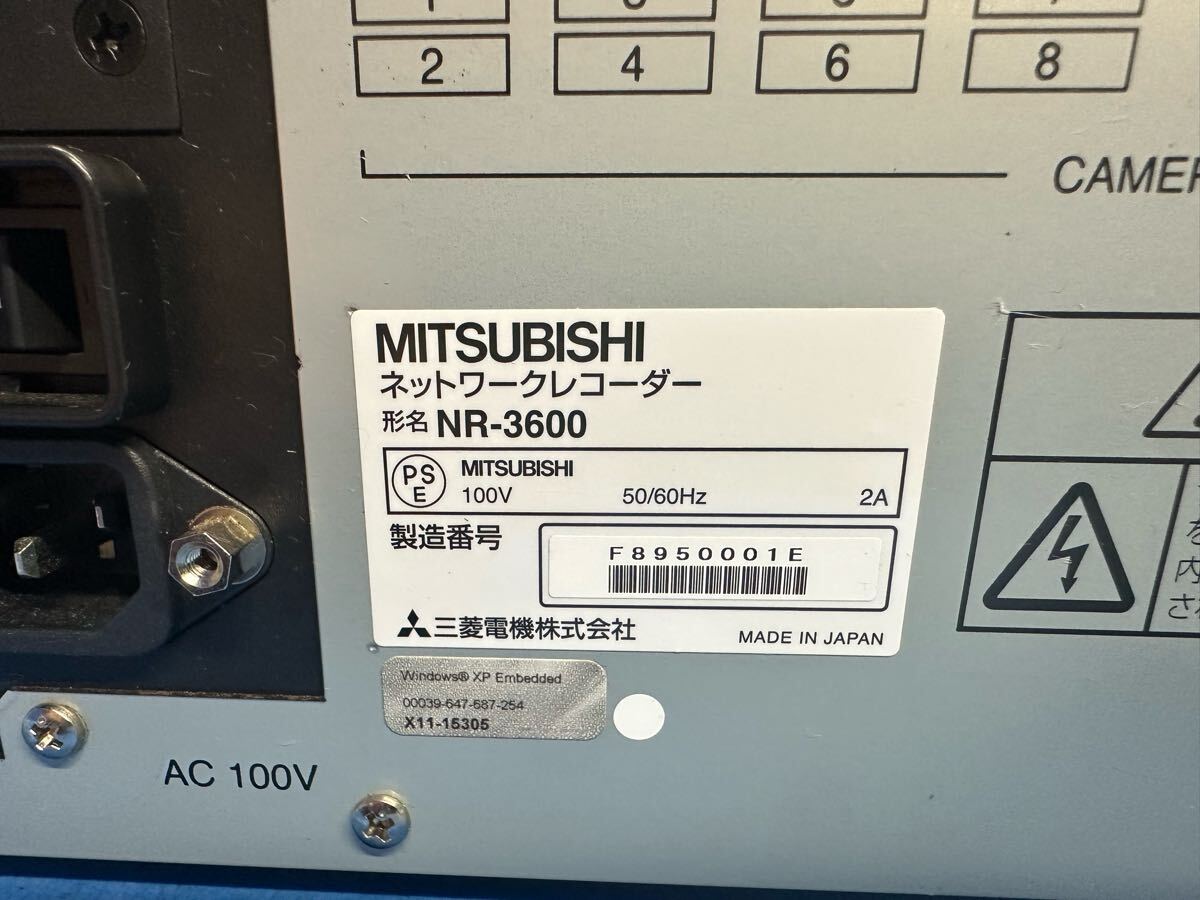 2 4 6 8
MITSUBISHI
ネットワークレコーダー
形名 NR-3600
PS
E
MITSUBISHI
100V 50/60Hz 2A
製造番号
F8950001E
三菱電機株式会社
MADE IN JAPAN
Windows® XP Embedded
00039-647-687-254
X11-15305
AC 100V
を
内